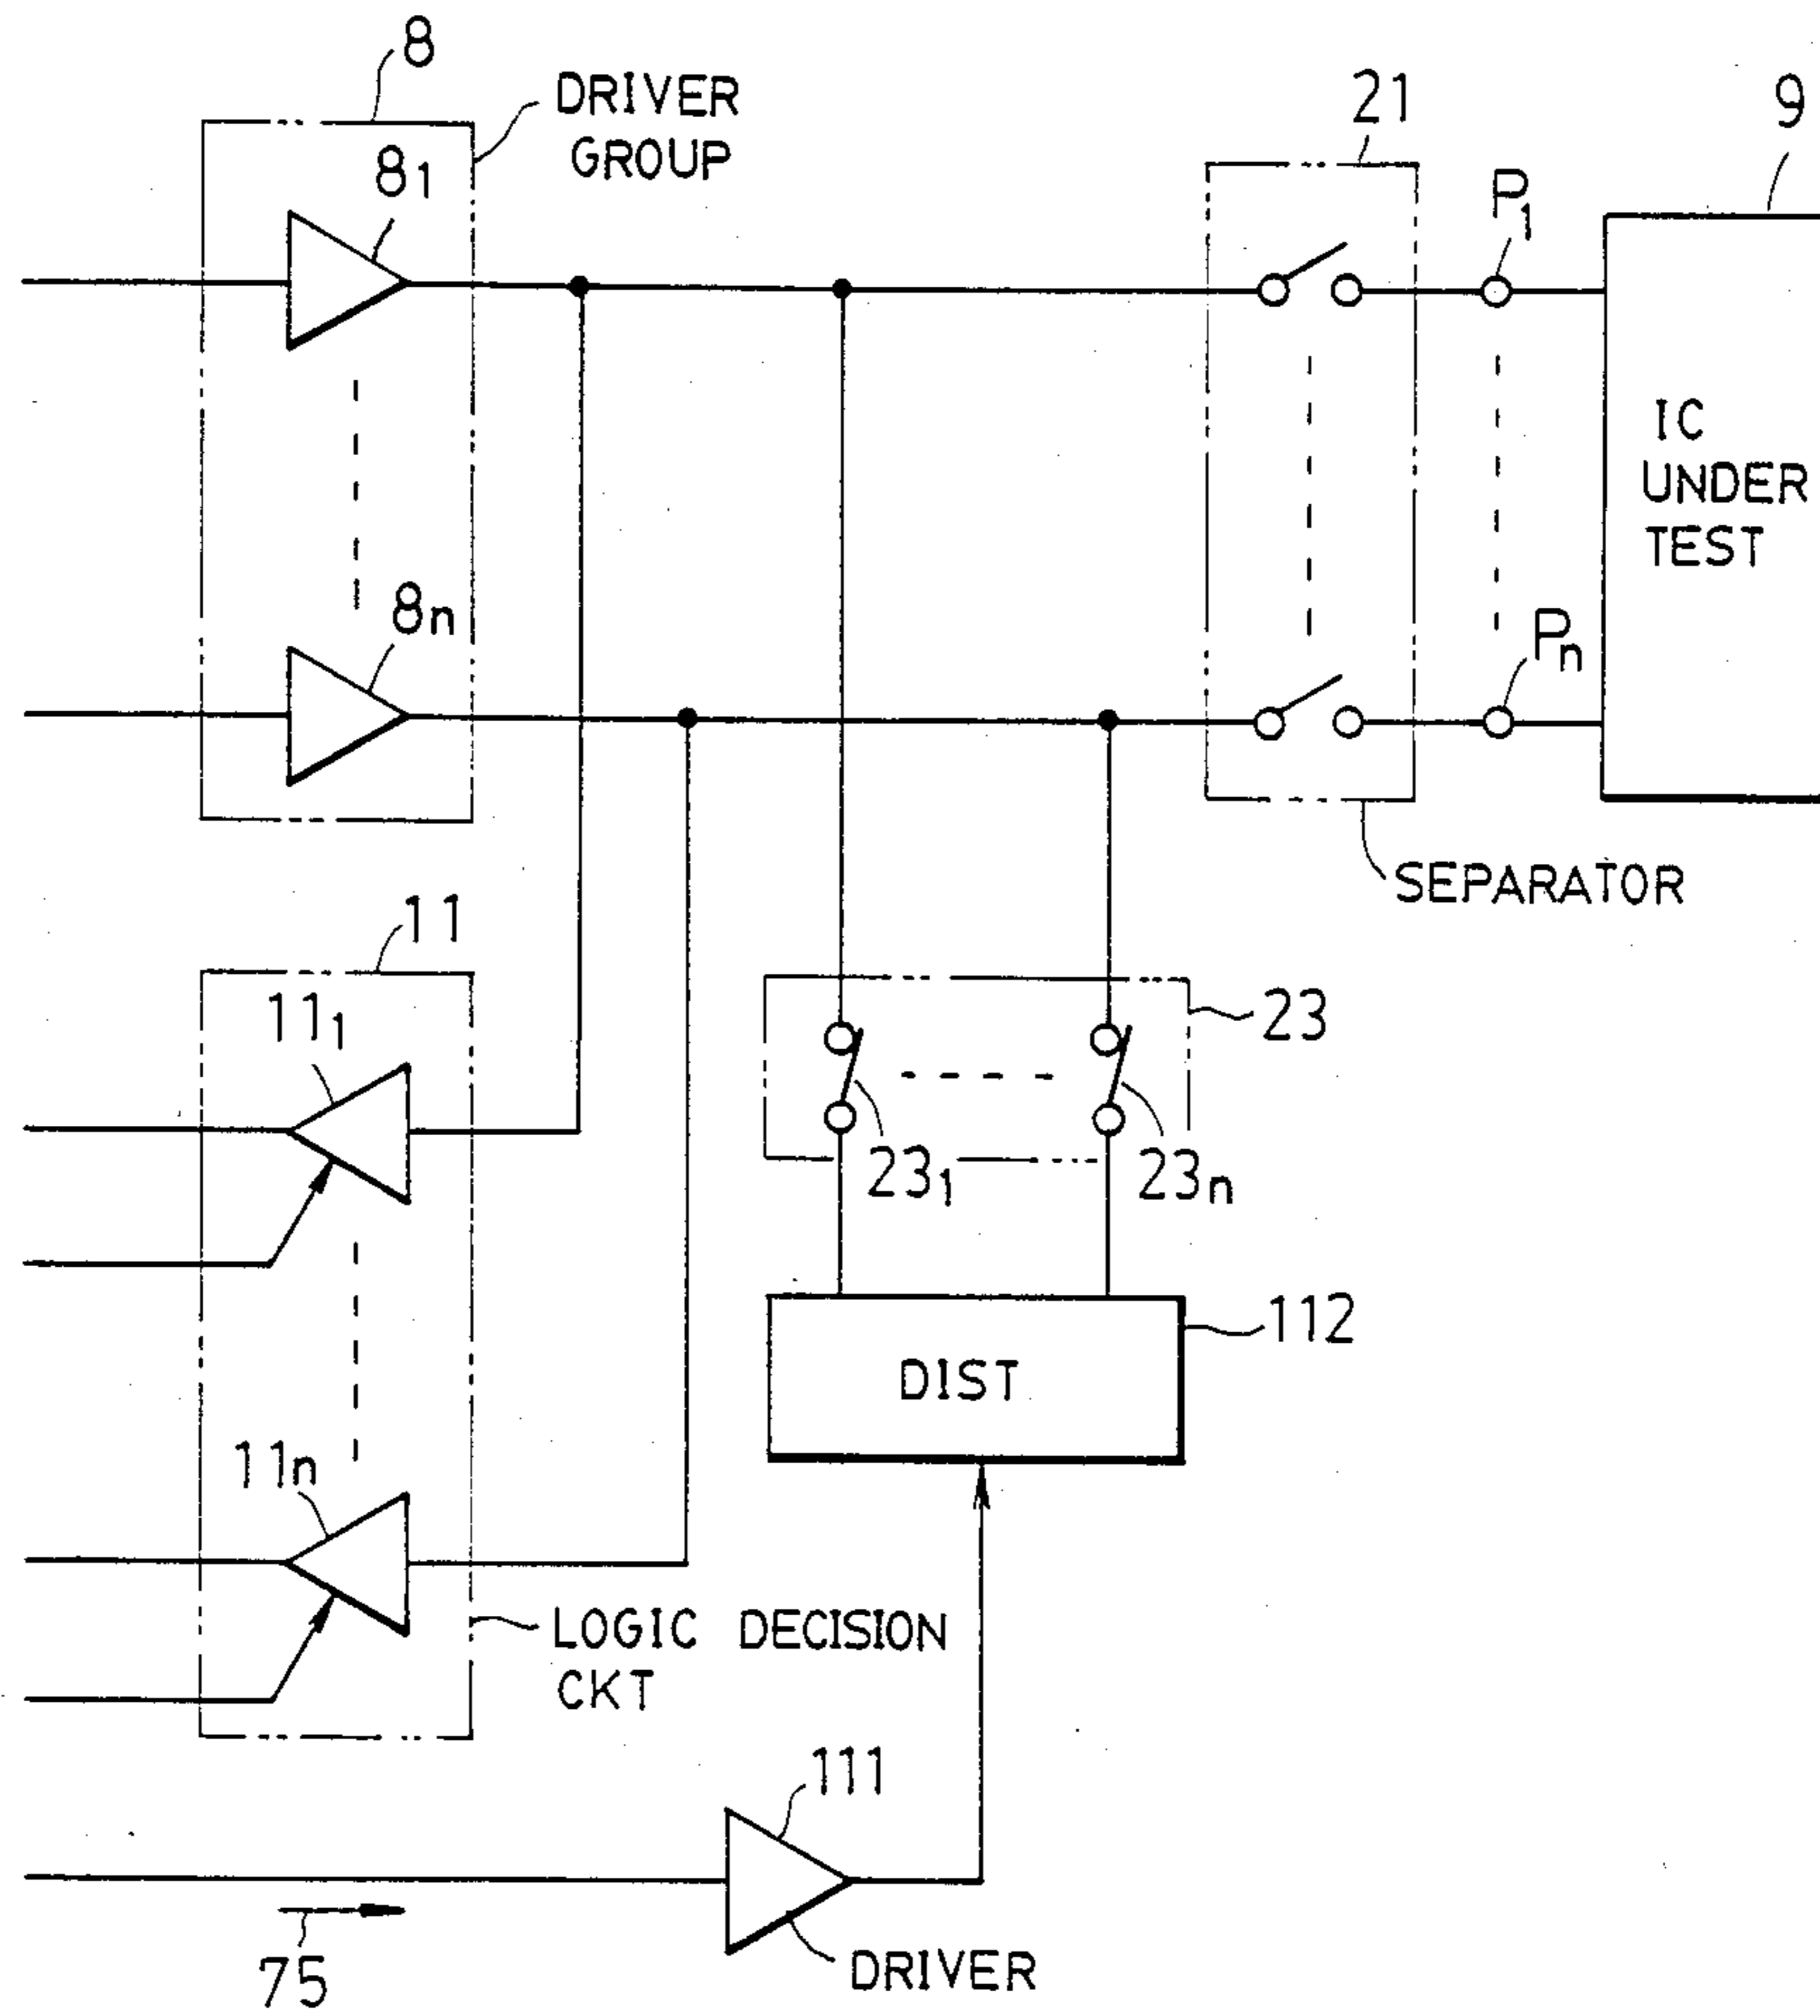 8
DRIVER
GROUP
21
9
8₁
P₁
IC
UNDER
TEST
8n
Pn
SEPARATOR
11
11₁
23
23₁
23n
112
DIST
11n
LOGIC DECISION
CKT
111
75
DRIVER